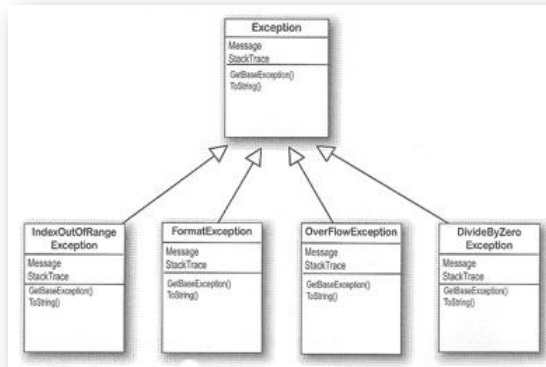 Exception
Message
StackTrace
GetBaseException()
ToString()
IndexOutOfRange
Exception
Message
StackTrace
GetBaseException()
ToString()
FormatException
Message
StackTrace
GetBaseException()
ToString()
OverFlowException
Message
StackTrace
GetBaseException()
ToString()
DivideByZero
Exception
Message
StackTrace
GetBaseException()
ToString()